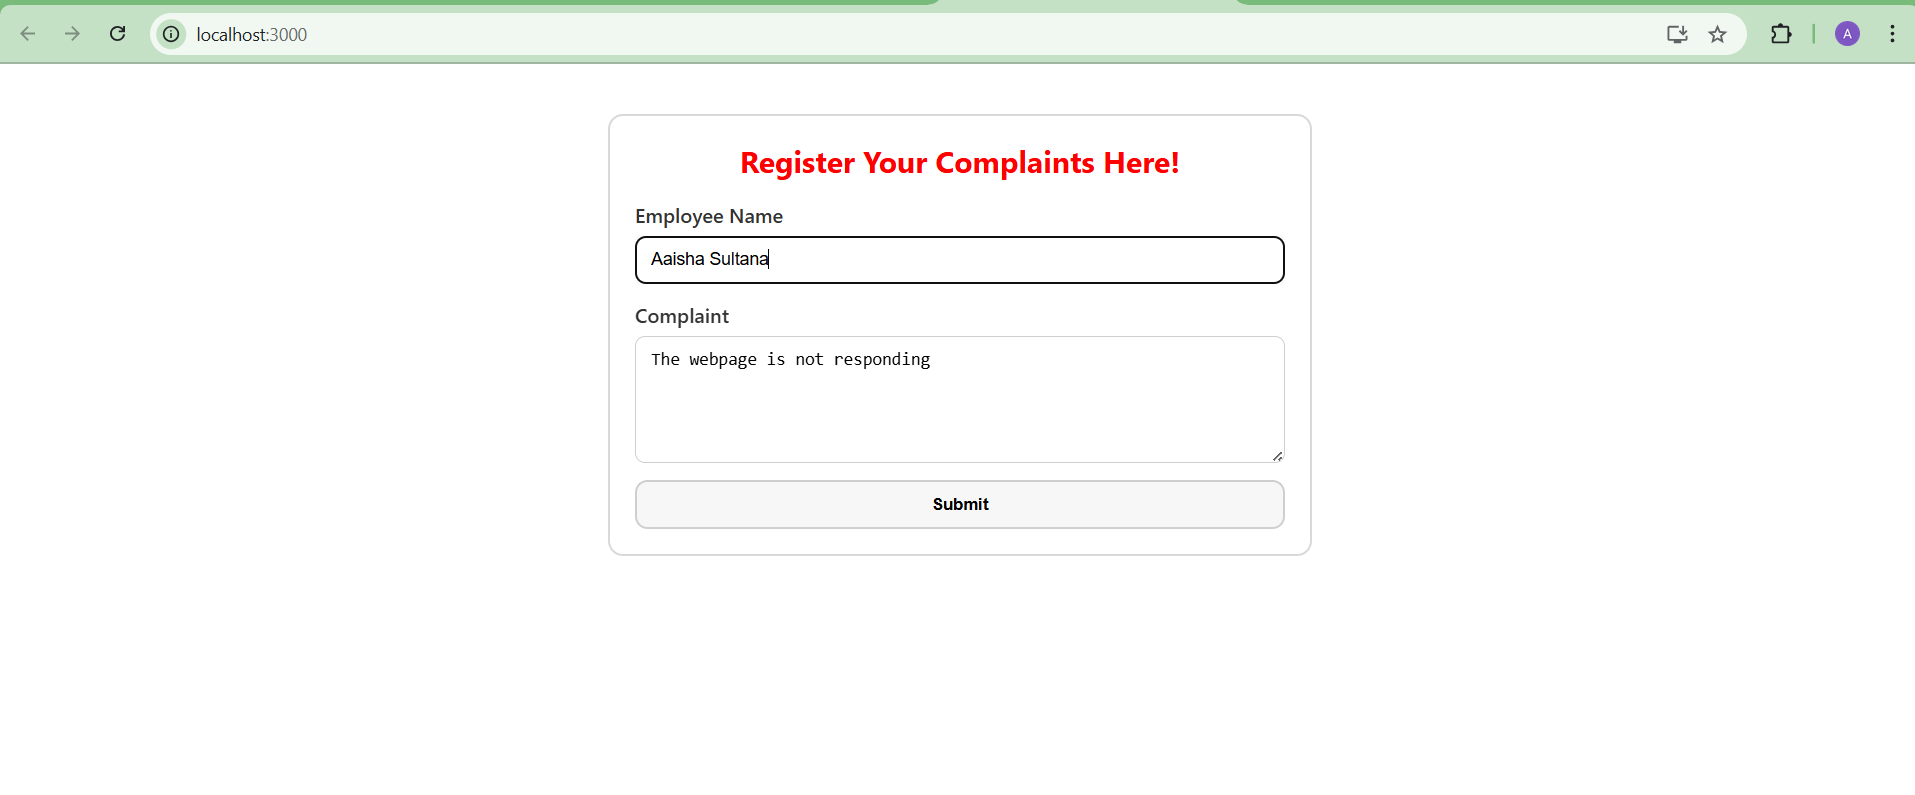 localhost:3000
A
Register Your Complaints Here!
Employee Name
Aaisha Sultana
Complaint
The webpage is not responding
Submit